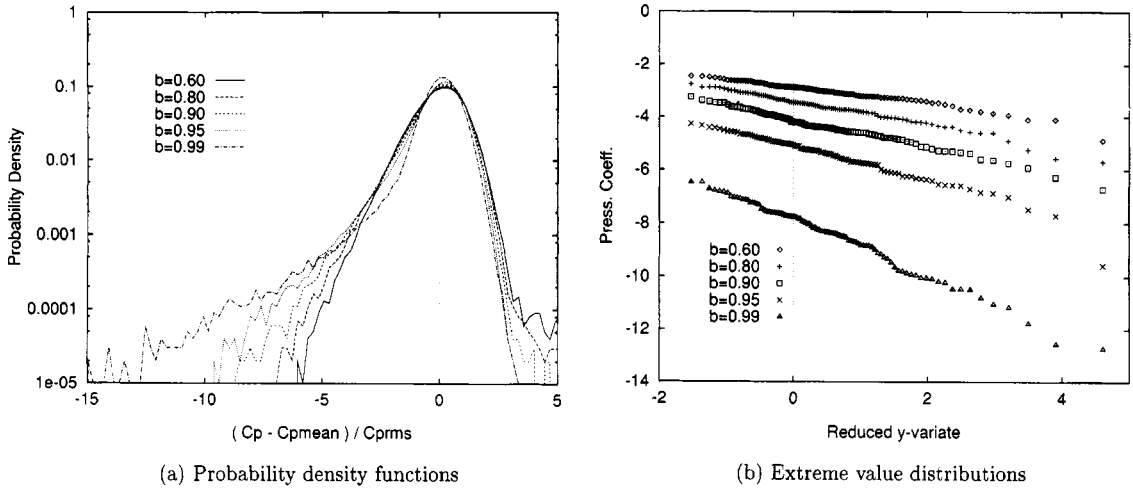 1
0.1
0.01
0.001
0.0001
1e-05
Probability Density
b=0.60
b=0.80
b=0.90
b=0.95
b=0.99
-15
-10
-5
0
5
( Cp - Cpmean ) / Cprms
(a) Probability density functions
0
-2
-4
-6
-8
-10
-12
-14
Press. Coeff.
b=0.60
b=0.80
b=0.90
b=0.95
b=0.99
-2
0
2
4
Reduced y-variate
(b) Extreme value distributions